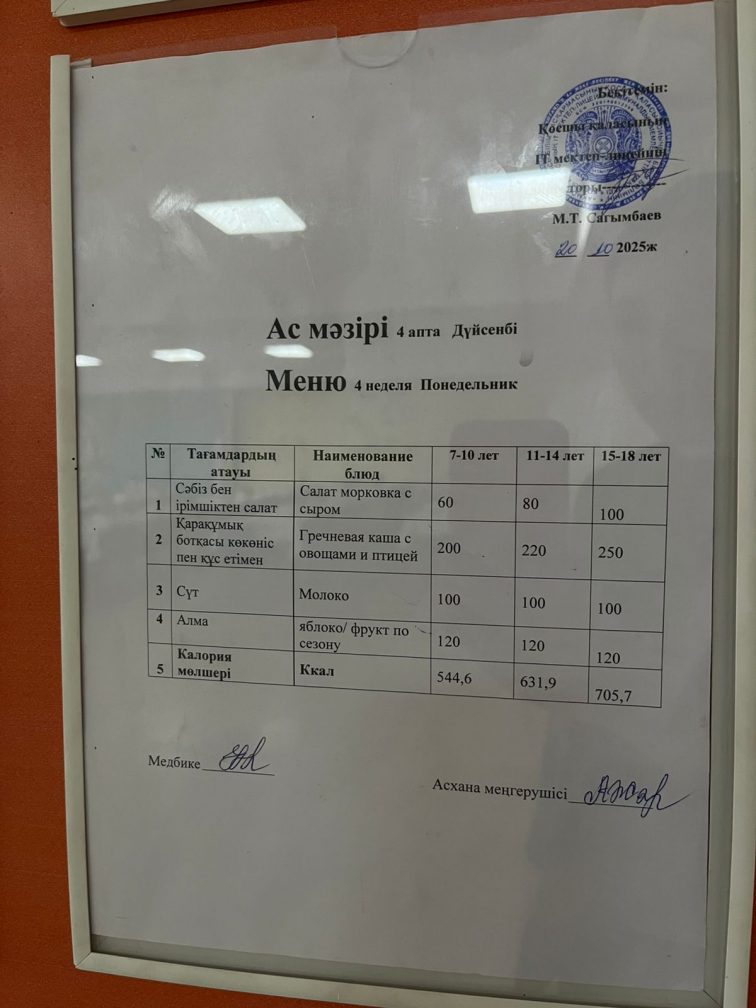 Бекітемін:
Қосшы қаласының
IT мектеп-лицейінің
М.Т. Сагымбаев
20 10 2025ж
Ас мәзірі 4 апта Дүйсенбі
Меню 4 неделя Понедельник
№ Тағамдардың атауы Наименование блюд 7-10 лет 11-14 лет 15-18 лет
1 Сәбіз бен ірімшіктен салат Салат морковка с сыром 60 80 100
2 Қарақұмық ботқасы көкөніс пен құс етімен Гречневая каша с овощами и птицей 200 220 250
3 Сүт Молоко 100 100 100
4 Алма яблоко/ фрукт по сезону 120 120 120
5 Калория мөлшері Ккал 544,6 631,9 705,7
Медбике
Асхана меңгерушісі